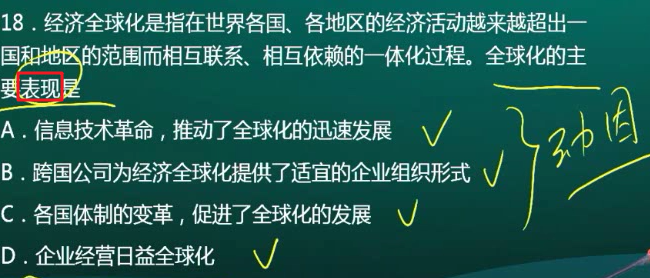 18．经济全球化是指在世界各国、各地区的经济活动越来越超出一
国和地区的范围而相互联系、相互依赖的一体化过程。全球化的主
要表现是
A．信息技术革命，推动了全球化的迅速发展
B．跨国公司为经济全球化提供了适宜的企业组织形式
动因
C．各国体制的变革，促进了全球化的发展
D．企业经营日益全球化